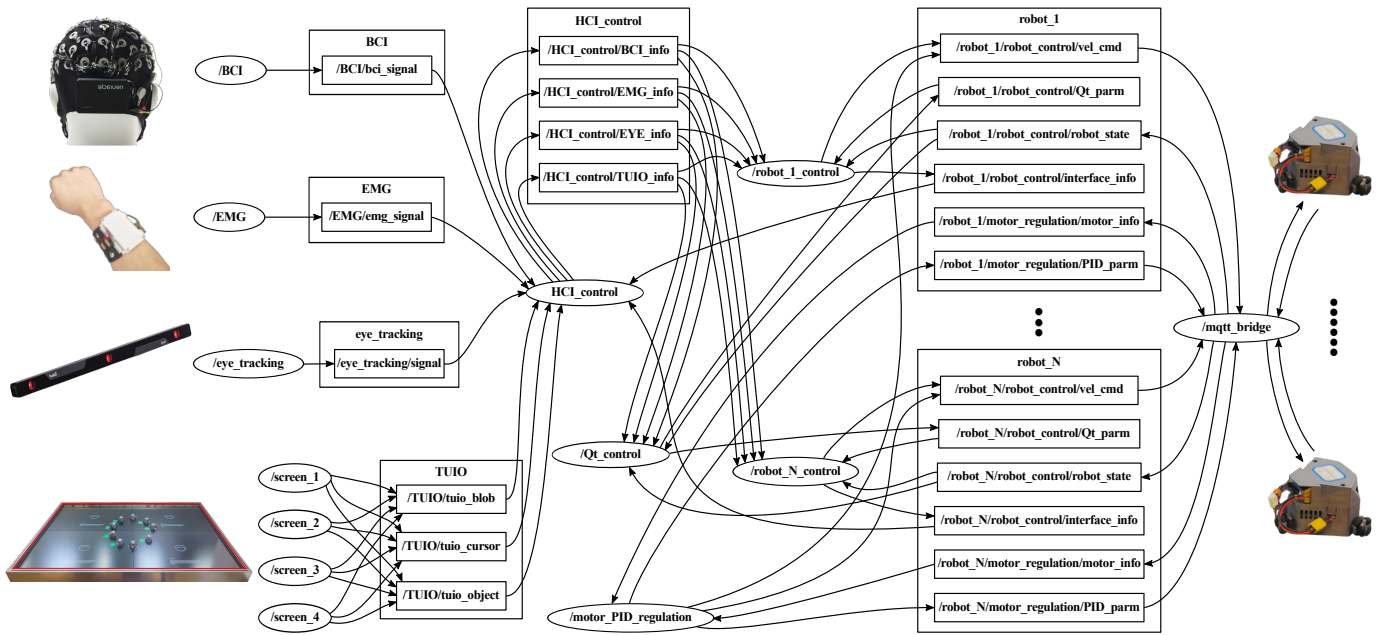 BCI
/BCI
/BCI/bci_signal
EMG
/EMG
/EMG/emg_signal
eye_tracking
/eye_tracking
/eye_tracking/signal
TUIO
/screen_1
/screen_2
/screen_3
/screen_4
/TUIO/tuio_blob
/TUIO/tuio_cursor
/TUIO/tuio_object
HCI_control
/HCI_control/BCI_info
/HCI_control/EMG_info
/HCI_control/EYE_info
/HCI_control/TUIO_info
HCI_control
/robot_1_control
/Qt_control
/robot_N_control
/motor_PID_regulation
robot_1
/robot_1/robot_control/vel_cmd
/robot_1/robot_control/Qt_parm
/robot_1/robot_control/robot_state
/robot_1/robot_control/interface_info
/robot_1/motor_regulation/motor_info
/robot_1/motor_regulation/PID_parm
robot_N
/robot_N/robot_control/vel_cmd
/robot_N/robot_control/Qt_parm
/robot_N/robot_control/robot_state
/robot_N/robot_control/interface_info
/robot_N/motor_regulation/motor_info
/robot_N/motor_regulation/PID_parm
/mqtt_bridge